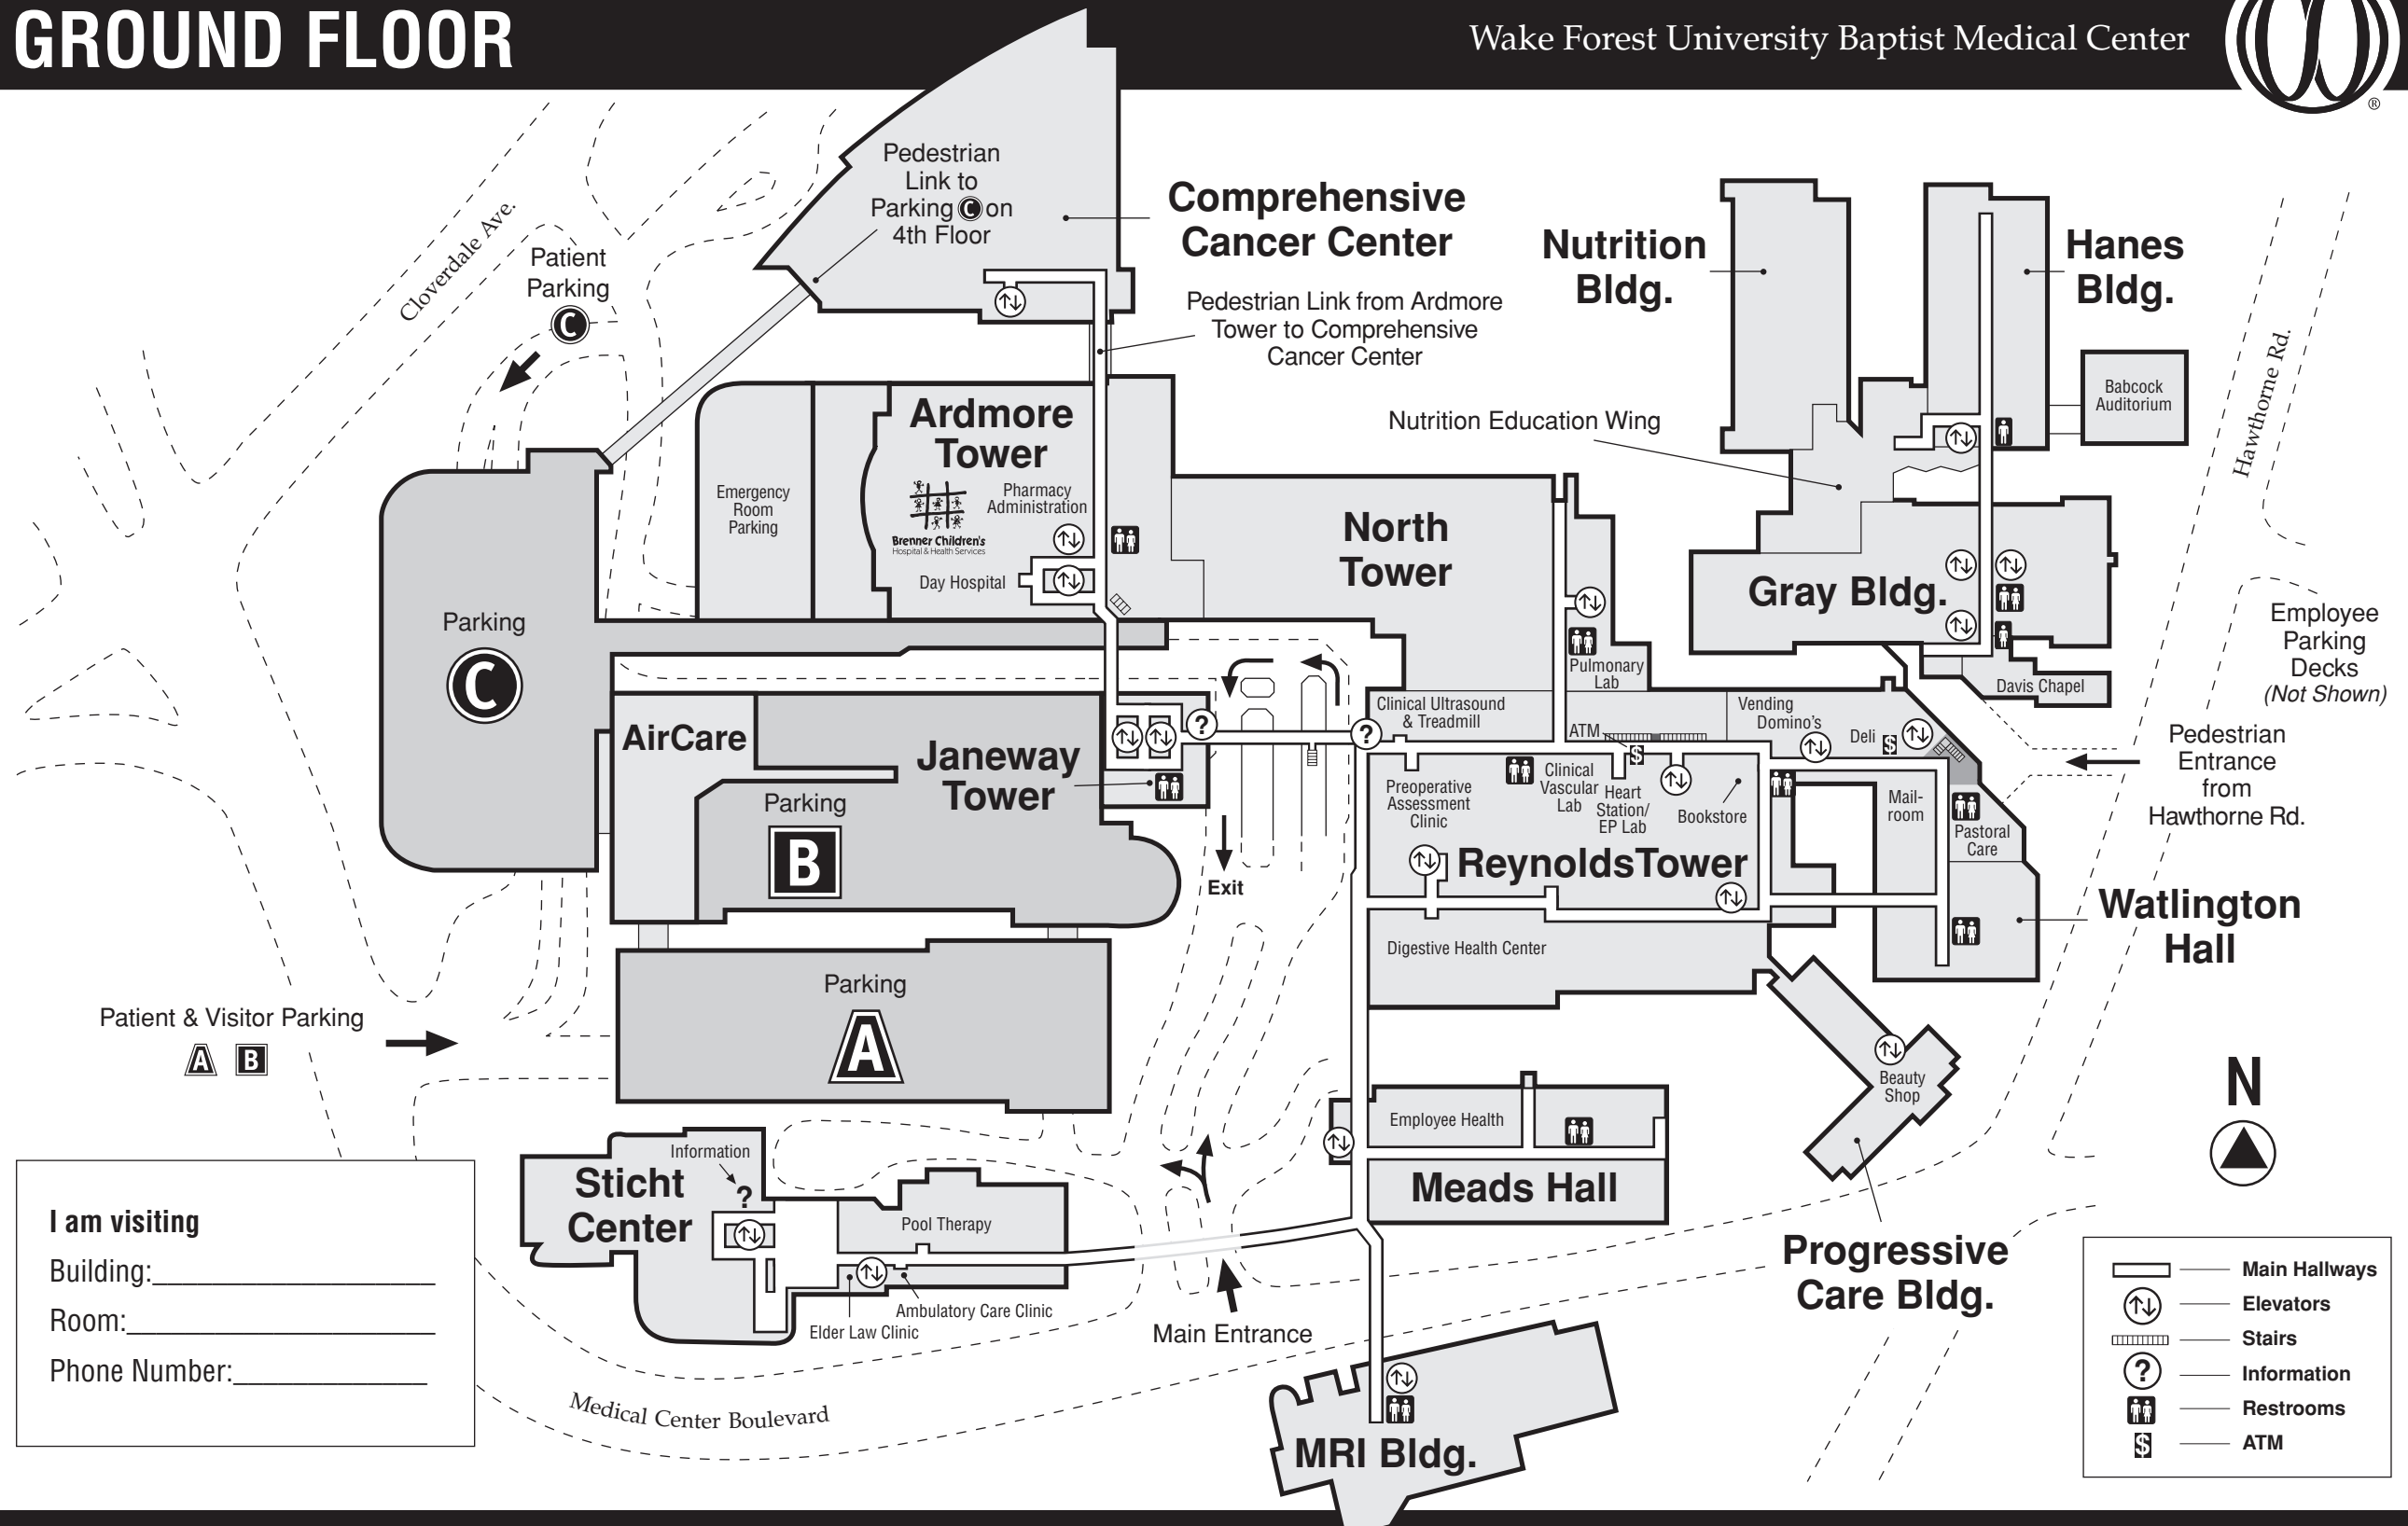 GROUND FLOOR
Wake Forest University Baptist Medical Center
®
Pedestrian
Link to
Parking C on
4th Floor
Comprehensive
Cancer Center
Nutrition
Bldg.
Hanes
Bldg.
Cloverdale Ave.
Patient
Parking
C
Pedestrian Link from Ardmore
Tower to Comprehensive
Cancer Center
Hawthorne Rd.
Babcock
Auditorium
Nutrition Education Wing
Ardmore
Tower
Emergency
Room
Parking
Pharmacy
Administration
Brenner Children's
Hospital & Health Services
Day Hospital
North
Tower
Gray Bldg.
Employee
Parking
Decks
(Not Shown)
Parking
C
Pulmonary
Lab
Davis Chapel
AirCare
Janeway
Tower
Parking
B
?
?
Clinical Ultrasound
& Treadmill
ATM
$
Vending
Domino's
Deli
$
Pedestrian
Entrance
from
Hawthorne Rd.
Preoperative
Assessment
Clinic
Clinical
Vascular
Lab
Heart
Station/
EP Lab
Bookstore
Mail-
room
Pastoral
Care
Reynolds Tower
Exit
Watlington
Hall
Digestive Health Center
Parking
A
Patient & Visitor Parking
A B
Beauty
Shop
N
Employee Health
Meads Hall
Information
?
Sticht
Center
Pool Therapy
Ambulatory Care Clinic
Elder Law Clinic
Main Entrance
Progressive
Care Bldg.
Medical Center Boulevard
MRI Bldg.
I am visiting
Building:
Room:
Phone Number:
Main Hallways
Elevators
Stairs
? Information
Restrooms
$ ATM